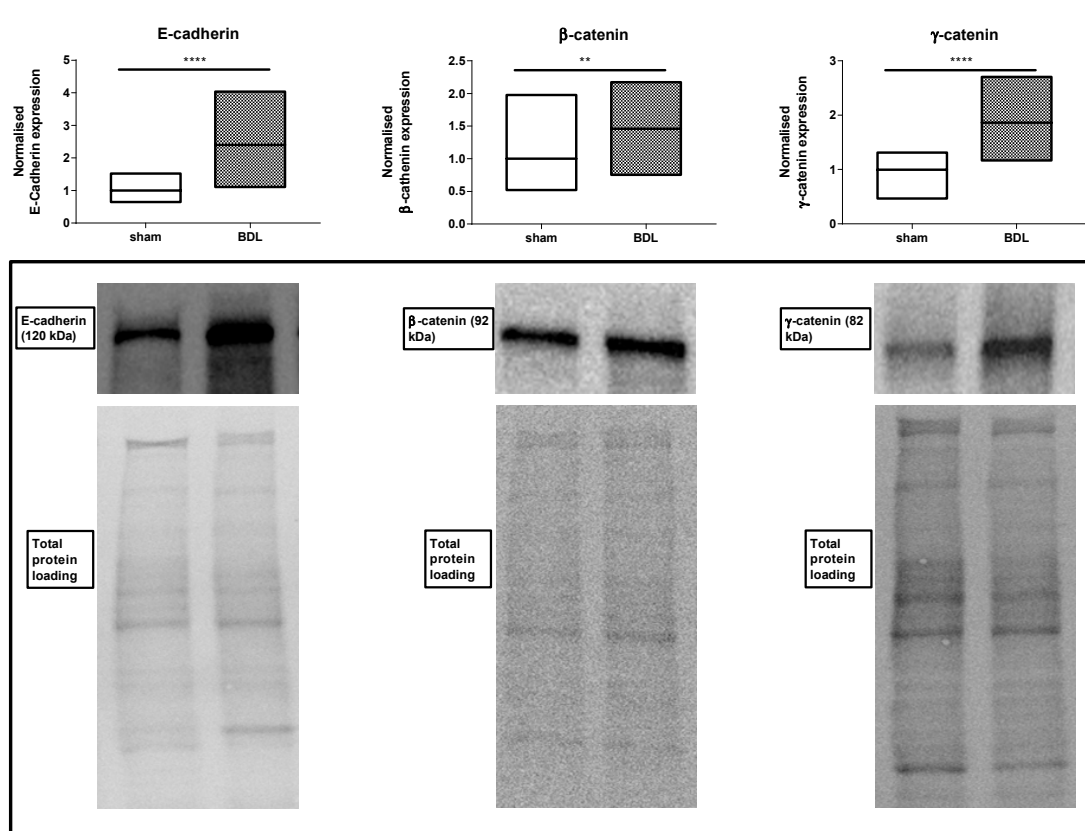 E-cadherin
****
5
4
3
2
1
0
Normalised
E-Cadherin expression
sham
BDL
β-catenin
**
2.5
2.0
1.5
1.0
0.5
0.0
Normalised
β-cathenin expression
sham
BDL
γ-catenin
****
3
2
1
0
Normalised
γ-catenin expression
sham
BDL
E-cadherin
(120 kDa)
β-catenin (92
kDa)
γ-catenin (82
kDa)
Total
protein
loading
Total
protein
loading
Total
protein
loading